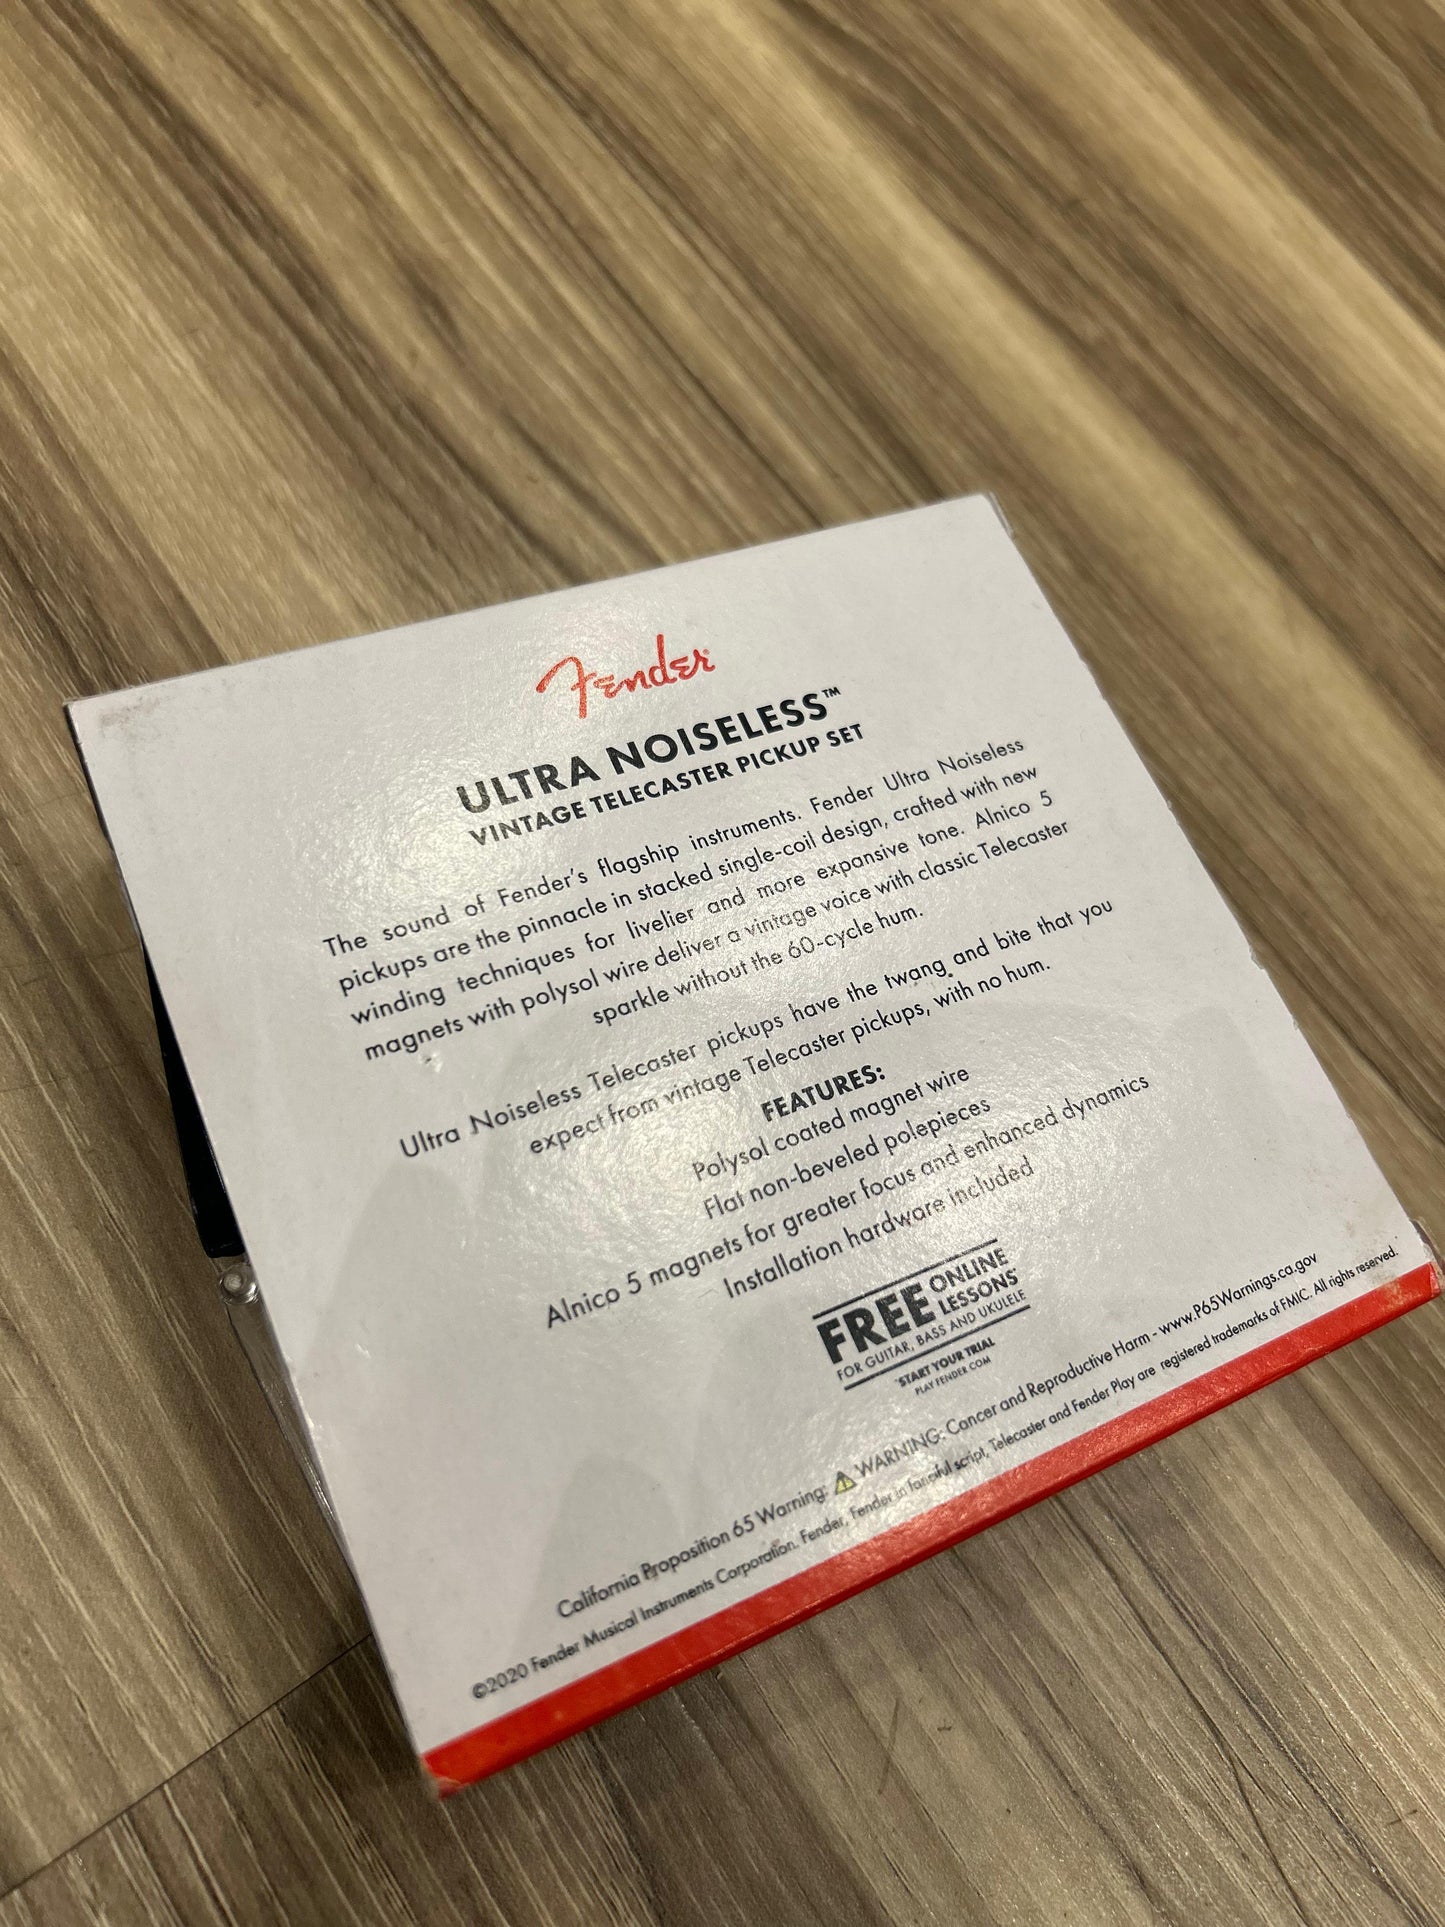 Fender
ULTRA NOISELESS™
VINTAGE TELECASTER PICKUP SET
The sound of Fender's flagship instruments. Fender Ultra Noiseless
pickups are the pinnacle in stacked single-coil design, crafted with new
winding techniques for livelier and more expansive tone. Alnico 5
magnets with polysol wire deliver a vintage voice with classic Telecaster
sparkle without the 60-cycle hum.
Ultra Noiseless Telecaster pickups have the twang and bite that you
expect from vintage Telecaster pickups, with no hum.
FEATURES:
Polysol coated magnet wire
Flat non-beveled polepieces
Alnico 5 magnets for greater focus and enhanced dynamics
Installation hardware included
FREE ONLINE LESSONS*
FOR GUITAR, BASS AND UKULELE
*START YOUR TRIAL
PLAY.FENDER.COM
California Proposition 65 Warning: ⚠ WARNING: Cancer and Reproductive Harm - www.P65Warnings.ca.gov
©2020 Fender Musical Instruments Corporation. Fender, Fender in fanciful script, Telecaster and Fender Play are registered trademarks of FMIC. All rights reserved.